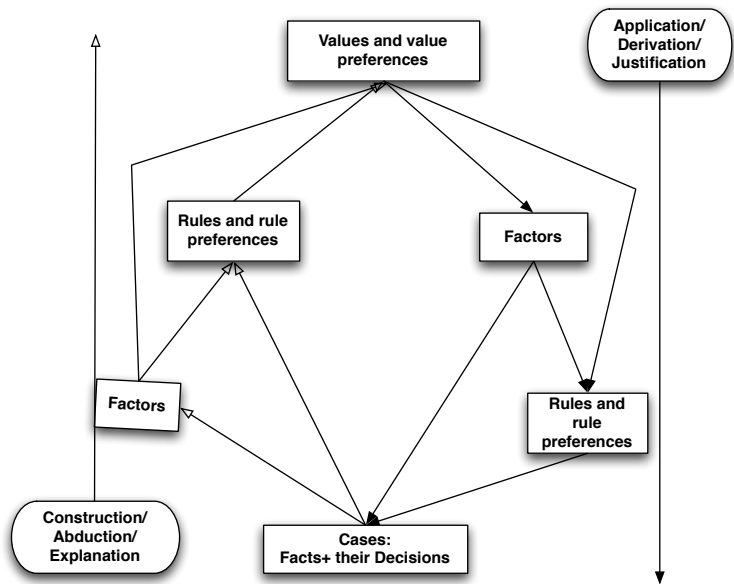 Values and value
preferences
Application/
Derivation/
Justification
Rules and rule
preferences
Factors
Factors
Rules and
rule
preferences
Construction/
Abduction/
Explanation
Cases:
Facts+ their Decisions